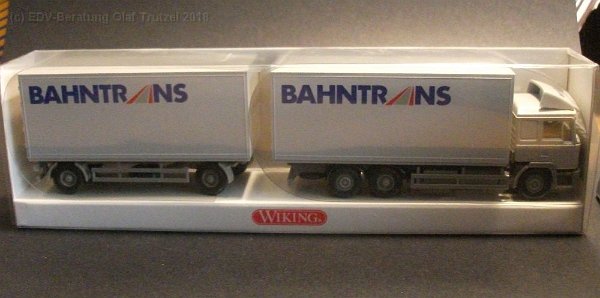 (c) EDV-Beratung Olaf Trutzel 2018
BAHNTRANS
BAHNTRANS
WIKING